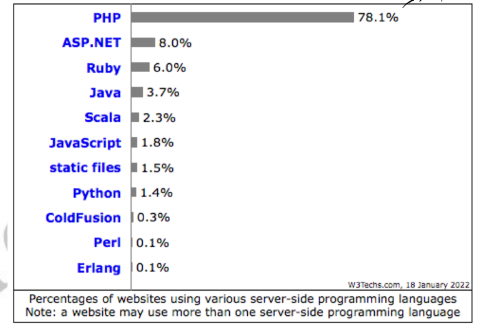 PHP 78.1%
ASP.NET 8.0%
Ruby 6.0%
Java 3.7%
Scala 2.3%
JavaScript 1.8%
static files 1.5%
Python 1.4%
ColdFusion 0.3%
Perl 0.1%
Erlang 0.1%
W3Techs.com, 18 January 2022
Percentages of websites using various server-side programming languages
Note: a website may use more than one server-side programming language